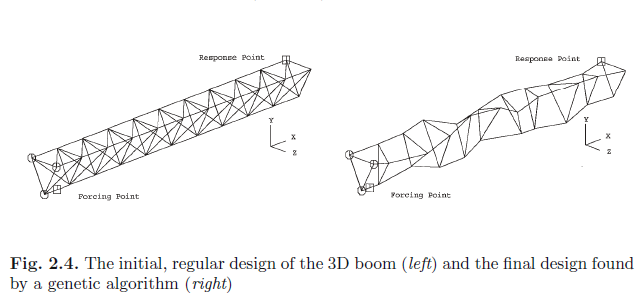 Response Point
Response Point
Y
X
Z
Y
X
Z
Forcing Point
Forcing Point
Fig. 2.4. The initial, regular design of the 3D boom (left) and the final design found
by a genetic algorithm (right)